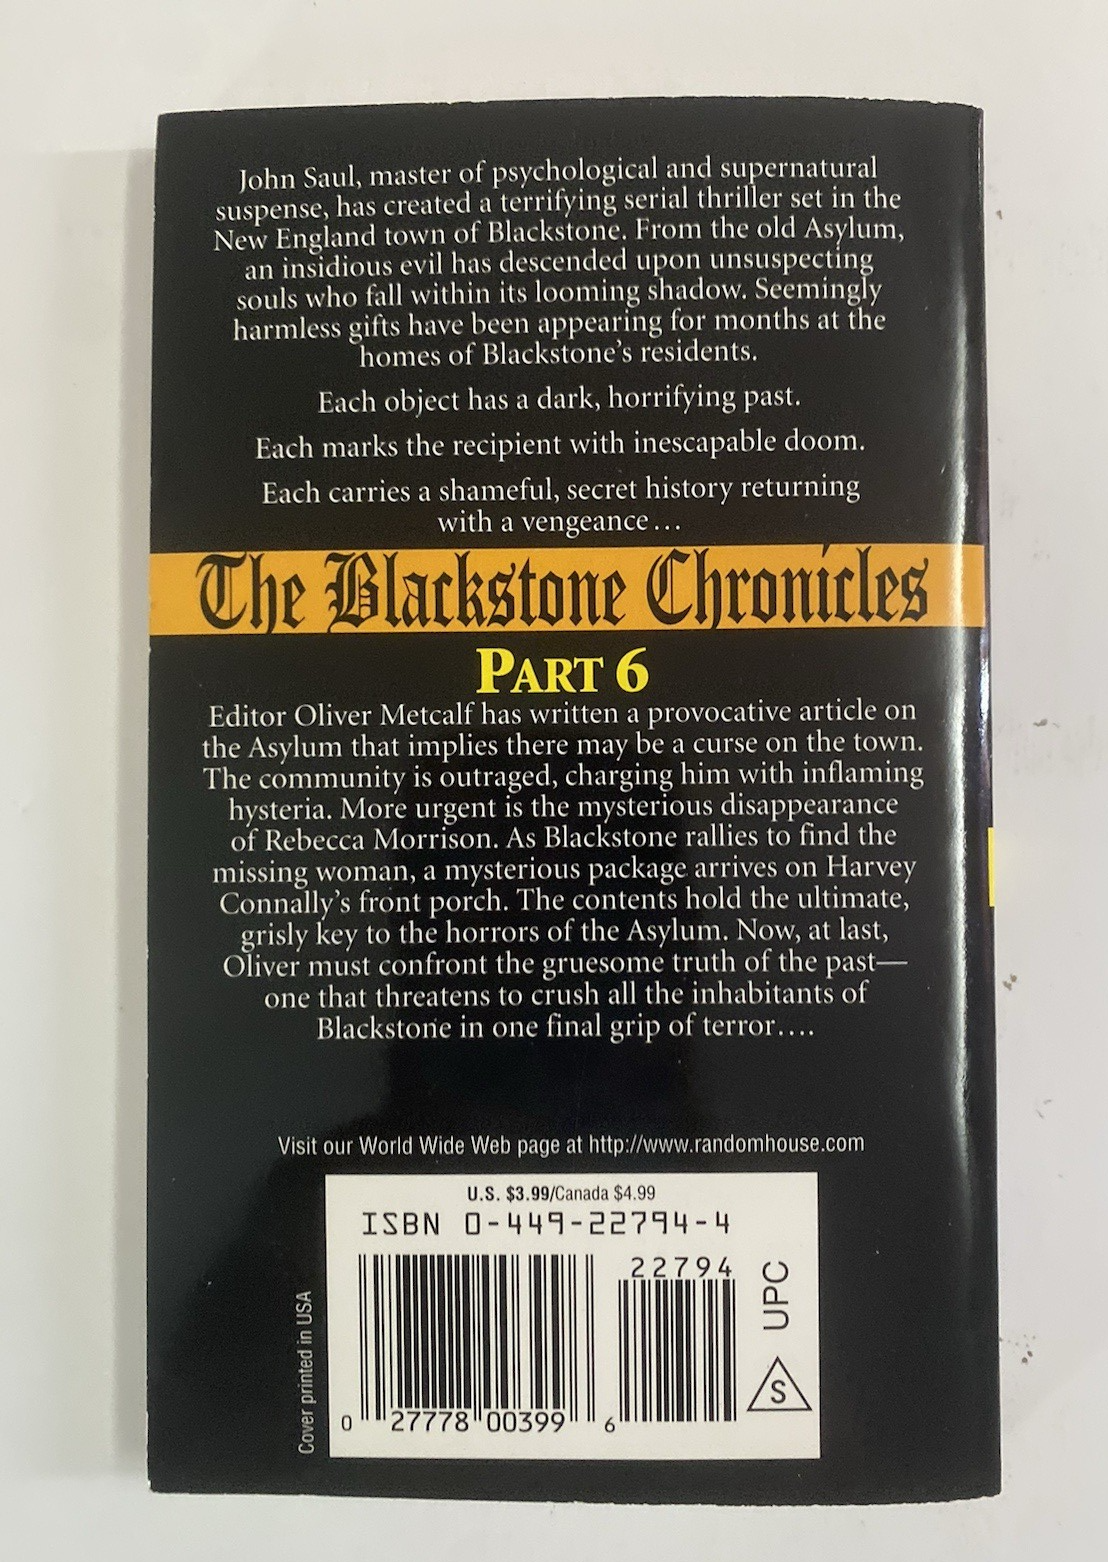 John Saul, master of psychological and supernatural
suspense, has created a terrifying serial thriller set in the
New England town of Blackstone. From the old Asylum,
an insidious evil has descended upon unsuspecting
souls who fall within its looming shadow. Seemingly
harmless gifts have been appearing for months at the
homes of Blackstone's residents.
Each object has a dark, horrifying past.
Each marks the recipient with inescapable doom.
Each carries a shameful, secret history returning
with a vengeance...
The Blackstone Chronicles
PART 6
Editor Oliver Metcalf has written a provocative article on
the Asylum that implies there may be a curse on the town.
The community is outraged, charging him with inflaming
hysteria. More urgent is the mysterious disappearance
of Rebecca Morrison. As Blackstone rallies to find the
missing woman, a mysterious package arrives on Harvey
Connally's front porch. The contents hold the ultimate,
grisly key to the horrors of the Asylum. Now, at last,
Oliver must confront the gruesome truth of the past—
one that threatens to crush all the inhabitants of
Blackstone in one final grip of terror....
Visit our World Wide Web page at http://www.randomhouse.com
U.S. $3.99/Canada $4.99
ISBN 0-449-22794-4
22794
0 27778 00399 6
UPC
S
Cover printed in USA